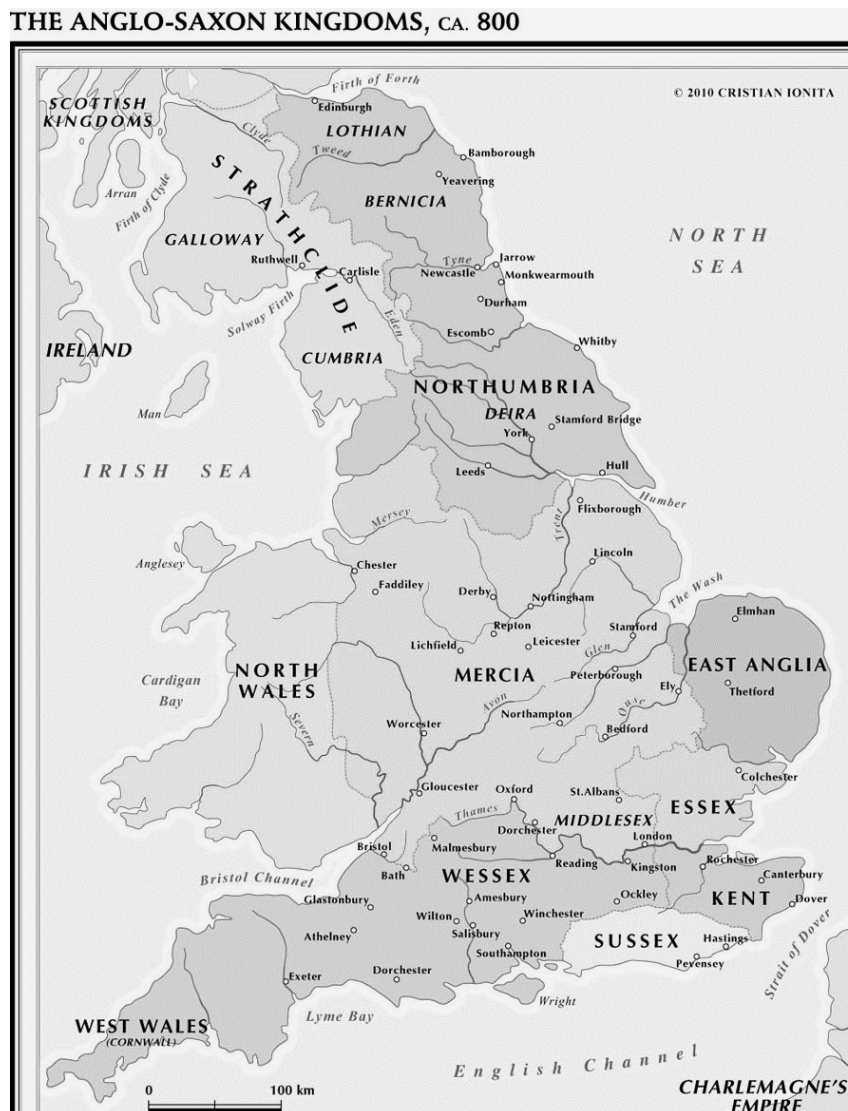 THE ANGLO-SAXON KINGDOMS, CA. 800
© 2010 CRISTIAN IONITA
Firth of Forth
SCOTTISH
KINGDOMS
Edinburgh
LOTHIAN
Clyde
Tweed
Bamborough
Yeavering
Arran
Firth of Clyde
STRATHCLIDE
BERNICIA
GALLOWAY
NORTH
SEA
Ruthwell
Carlisle
Tyne
Jarrow
Newcastle
Monkwearmouth
Durham
Solway Firth
Eden
Escomb
Whitby
IRELAND
CUMBRIA
NORTHUMBRIA
DEIRA
Man
Stamford Bridge
York
IRISH SEA
Leeds
Hull
Humber
Flixborough
Mersey
Trent
Anglesey
Chester
Lincoln
Faddiley
Derby
Nottingham
The Wash
Elmhan
Repton
Stamford
Lichfield
Leicester
Glen
NORTH
WALES
MERCIA
Peterborough
EAST ANGLIA
Cardigan
Bay
Ely
Thetford
Avon
Ouse
Severn
Worcester
Northampton
Bedford
Colchester
Gloucester
Oxford
St.Albans
ESSEX
Thames
MIDDLESEX
Dorchester
London
Malmesbury
Bristol
Reading
Kingston
Rochester
Bath
WESSEX
Canterbury
Bristol Channel
Amesbury
Ockley
KENT
Dover
Glastonbury
Wilton
Winchester
Athelney
Salisbury
SUSSEX
Hastings
Southampton
Pevensey
Strait of Dover
Exeter
Dorchester
Wright
Lyme Bay
WEST WALES
(CORNWALL)
English Channel
0 100 km
CHARLEMAGNE'S
EMPIRE